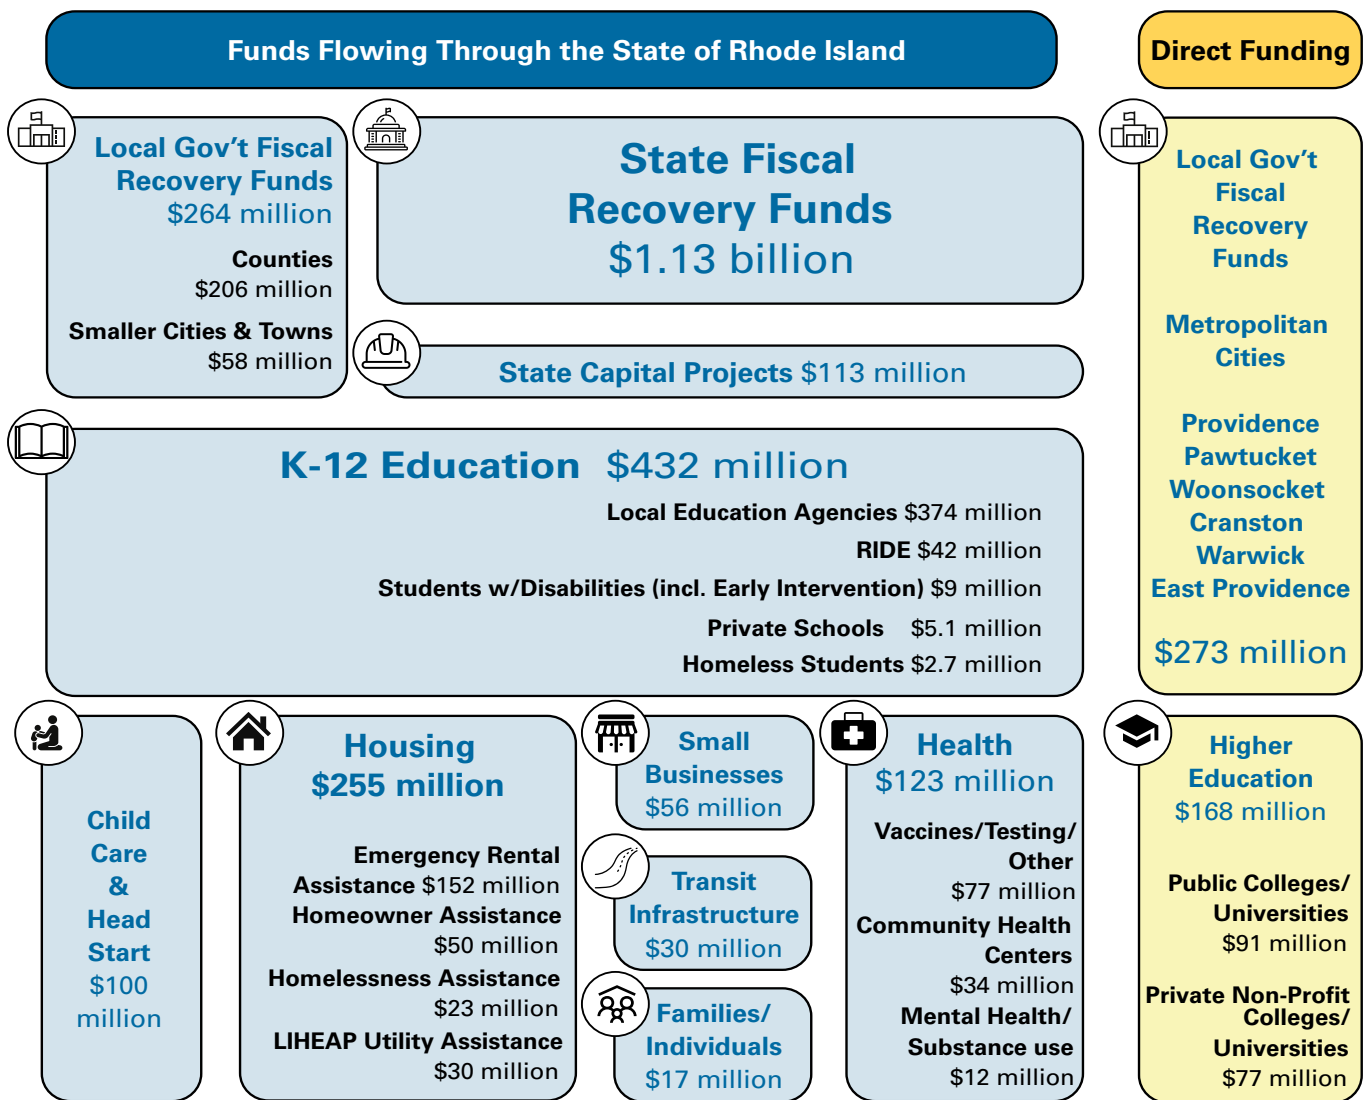 Funds Flowing Through the State of Rhode Island
Direct Funding
Local Gov't Fiscal
Recovery Funds
$264 million
Counties
$206 million
Smaller Cities & Towns
$58 million
State Fiscal
Recovery Funds
$1.13 billion
State Capital Projects $113 million
K-12 Education $432 million
Local Education Agencies $374 million
RIDE $42 million
Students w/Disabilities (incl. Early Intervention) $9 million
Private Schools $5.1 million
Homeless Students $2.7 million
Local Gov't
Fiscal
Recovery
Funds
Metropolitan
Cities
Providence
Pawtucket
Woonsocket
Cranston
Warwick
East Providence
$273 million
Child
Care
&
Head
Start
$100
million
Housing
$255 million
Emergency Rental
Assistance $152 million
Homeowner Assistance
$50 million
Homelessness Assistance
$23 million
LIHEAP Utility Assistance
$30 million
Small
Businesses
$56 million
Transit
Infrastructure
$30 million
Families/
Individuals
$17 million
Health
$123 million
Vaccines/Testing/
Other
$77 million
Community Health
Centers
$34 million
Mental Health/
Substance use
$12 million
Higher
Education
$168 million
Public Colleges/
Universities
$91 million
Private Non-Profit
Colleges/
Universities
$77 million